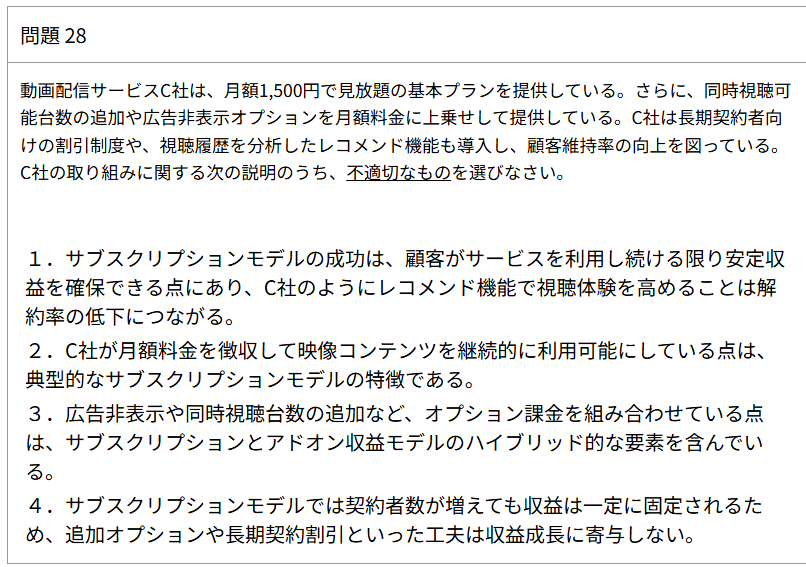 問題 28
動画配信サービスC社は、月額1,500円で見放題の基本プランを提供している。さらに、同時視聴可
能台数の追加や広告非表示オプションを月額料金に上乗せして提供している。C社は長期契約者向
けの割引制度や、視聴履歴を分析したレコメンド機能も導入し、顧客維持率の向上を図っている。
C社の取り組みに関する次の説明のうち、不適切なものを選びなさい。
１．サブスクリプションモデルの成功は、顧客がサービスを利用し続ける限り安定収
益を確保できる点にあり、C社のようにレコメンド機能で視聴体験を高めることは解
約率の低下につながる。
２．C社が月額料金を徴収して映像コンテンツを継続的に利用可能にしている点は、
典型的なサブスクリプションモデルの特徴である。
３．広告非表示や同時視聴台数の追加など、オプション課金を組み合わせている点
は、サブスクリプションとアドオン収益モデルのハイブリッド的な要素を含んでい
る。
４．サブスクリプションモデルでは契約者数が増えても収益は一定に固定されるた
め、追加オプションや長期契約割引といった工夫は収益成長に寄与しない。